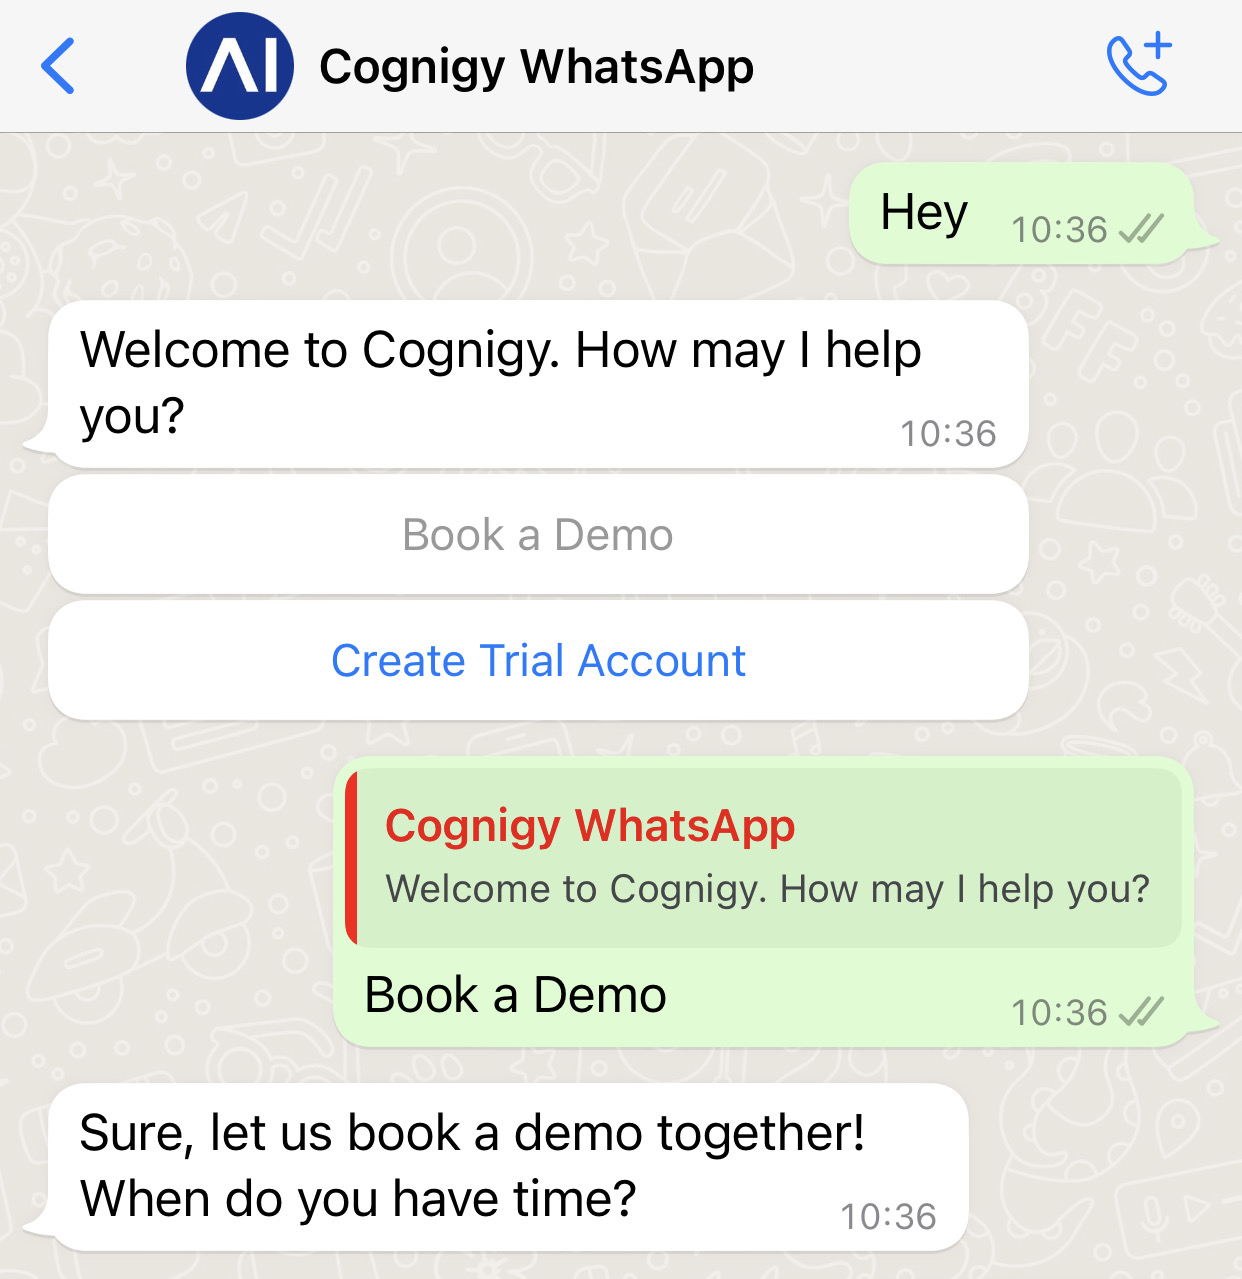 AI Cognigy WhatsApp
Hey 10:36
Welcome to Cognigy. How may I help
you? 10:36
Book a Demo
Create Trial Account
Cognigy WhatsApp
Welcome to Cognigy. How may I help you?
Book a Demo 10:36
Sure, let us book a demo together!
When do you have time? 10:36